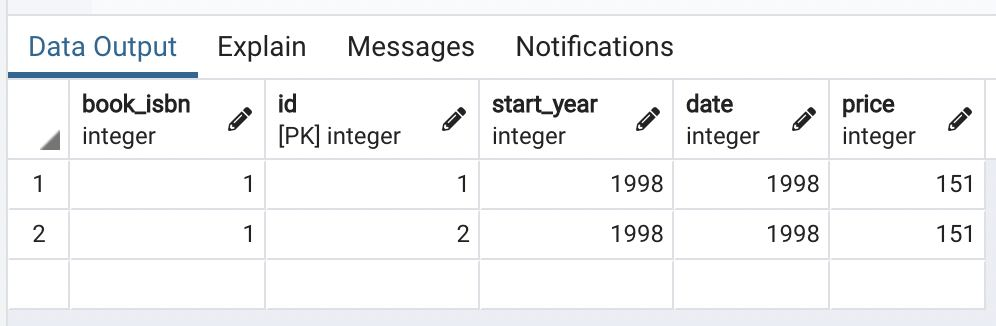 Data Output Explain Messages Notifications
book_isbn id start_year date price
integer [PK] integer integer integer integer
1 1 1 1998 1998 151
2 1 2 1998 1998 151